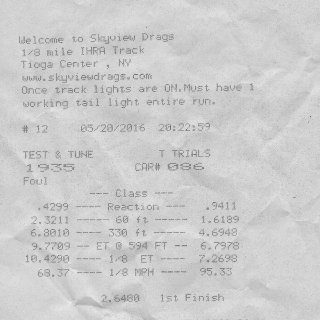 Welcome to Skyview Drags
1/8 mile IHRA Track
Tioga Center , NY
www.skyviewdrags.com
Once track lights are ON.Must have 1
working tail light entire run.
# 12 05/20/2016 20:22:59
TEST & TUNE T TRIALS
1935 CAR# 086
Foul
--- Class ---
.4299 ---- Reaction --- .9411
2.3211 ----- 60 ft ----- 1.6189
6.8010 ---- 330 ft ----- 4.6948
9.7709 -- ET @ 594 FT -- 6.7978
10.4290 ---- 1/8 ET ---- 7.2698
68.37 ---- 1/8 MPH ---- 95.33
2.6480 1st Finish